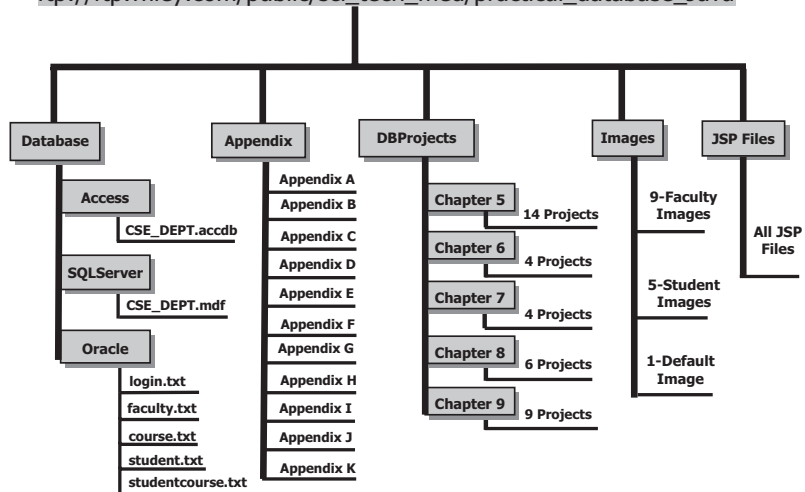 Database
Appendix
DBProjects
Images
JSP Files
Access
CSE_DEPT.accdb
SQLServer
CSE_DEPT.mdf
Oracle
login.txt
faculty.txt
course.txt
student.txt
studentcourse.txt
Appendix A
Appendix B
Appendix C
Appendix D
Appendix E
Appendix F
Appendix G
Appendix H
Appendix I
Appendix J
Appendix K
Chapter 5
14 Projects
Chapter 6
4 Projects
Chapter 7
4 Projects
Chapter 8
6 Projects
Chapter 9
9 Projects
9-Faculty
Images
5-Student
Images
1-Default
Image
All JSP
Files